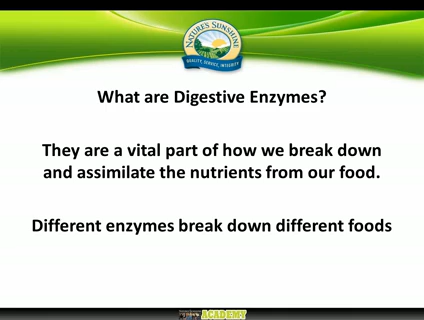 NATURE'S SUNSHINE
QUALITY, SERVICE, INTEGRITY
What are Digestive Enzymes?
They are a vital part of how we break down
and assimilate the nutrients from our food.
Different enzymes break down different foods
ACADEMY